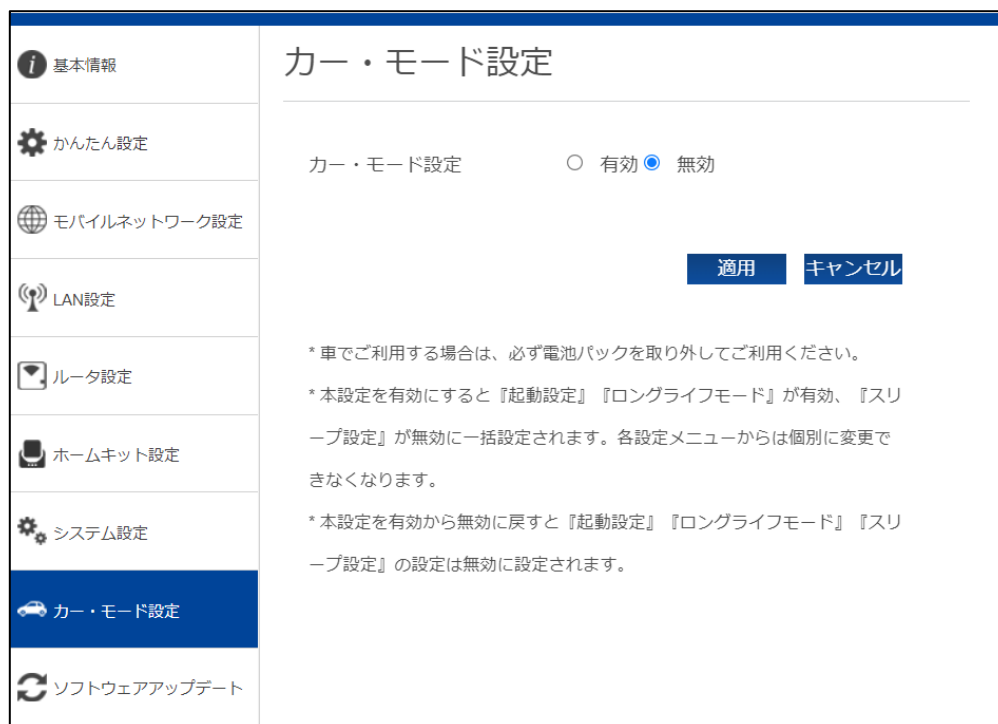 基本情報
かんたん設定
モバイルネットワーク設定
LAN設定
ルータ設定
ホームキット設定
システム設定
カー・モード設定
ソフトウェアアップデート
カー・モード設定
カー・モード設定 有効 無効
適用 キャンセル
* 車でご利用する場合は、必ず電池パックを取り外してご利用ください。
* 本設定を有効にすると『起動設定』『ロングライフモード』が有効、『スリ
ープ設定』が無効に一括設定されます。各設定メニューからは個別に変更で
きなくなります。
* 本設定を有効から無効に戻すと『起動設定』『ロングライフモード』『スリ
ープ設定』の設定は無効に設定されます。